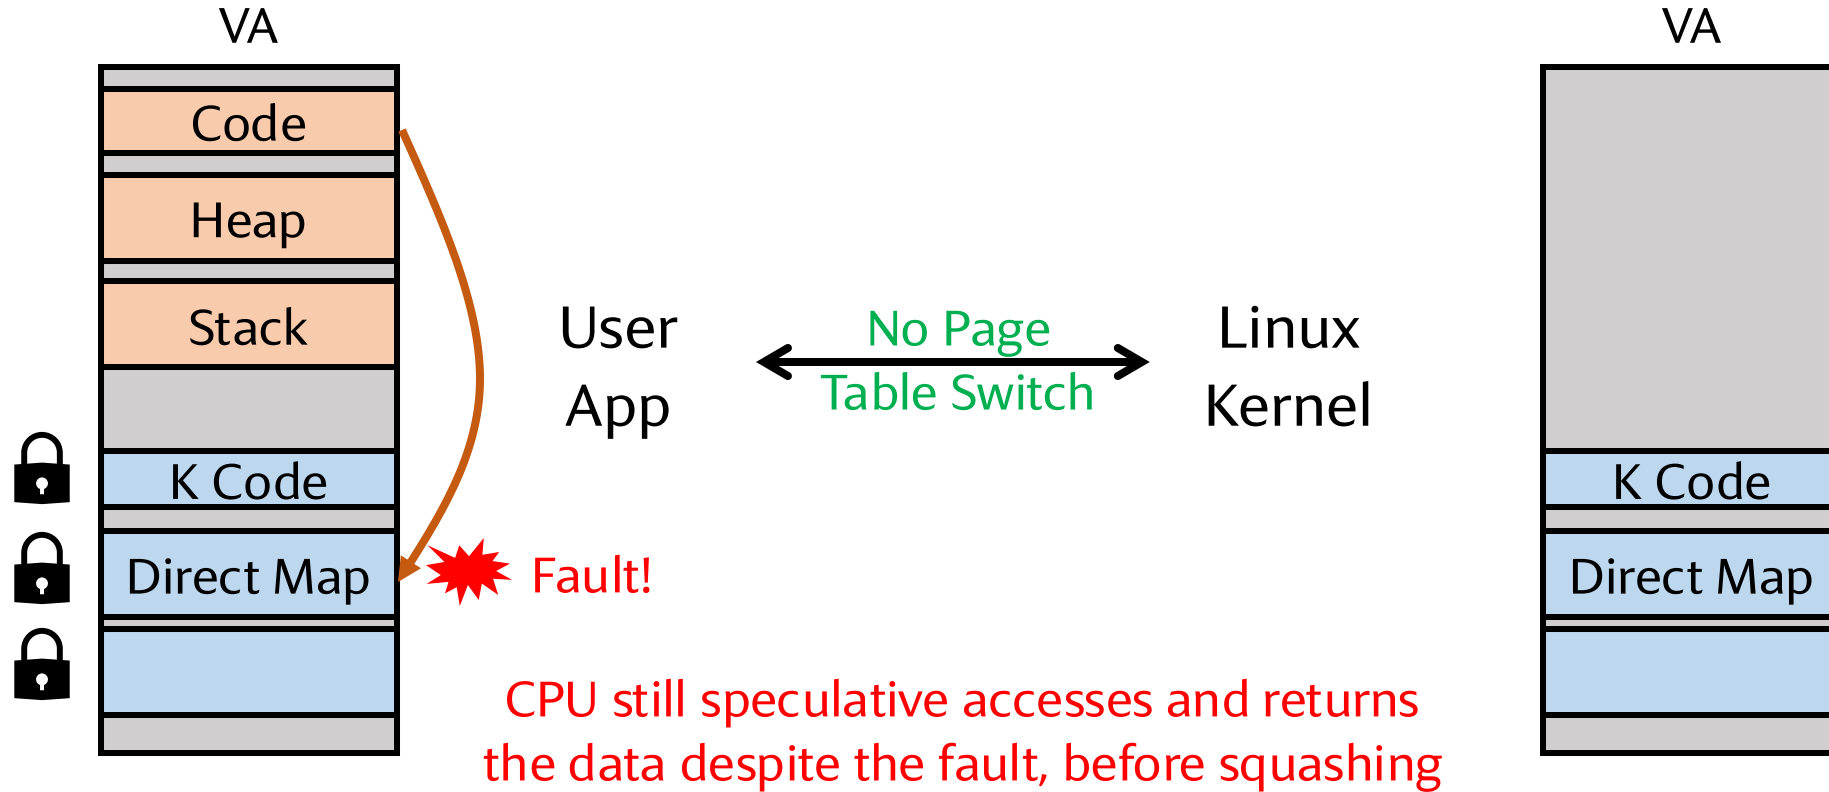 VA
Code
Heap
Stack
K Code
Direct Map
User
App
No Page
Table Switch
Linux
Kernel
Fault!
CPU still speculative accesses and returns
the data despite the fault, before squashing
VA
K Code
Direct Map